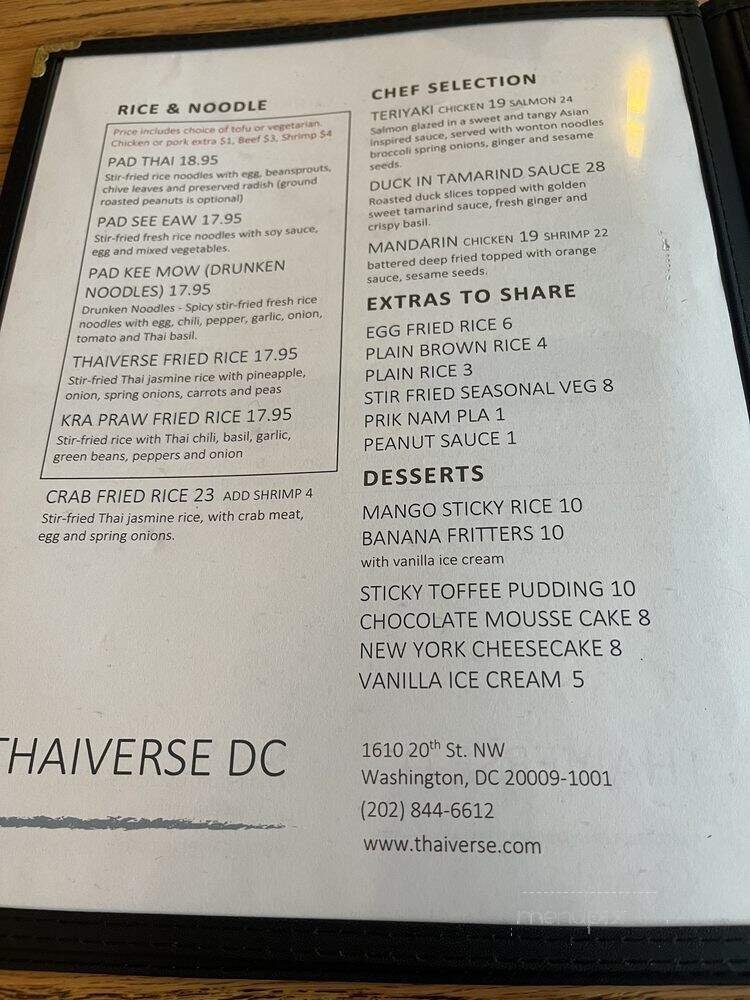 RICE & NOODLE
Price includes choice of tofu or vegetarian.
Chicken or pork extra $1, Beef $3, Shrimp $4
PAD THAI 18.95
Stir-fried rice noodles with egg, beansprouts,
chive leaves and preserved radish (ground
roasted peanuts is optional)
PAD SEE EAW 17.95
Stir-fried fresh rice noodles with soy sauce,
egg and mixed vegetables.
PAD KEE MOW (DRUNKEN
NOODLES) 17.95
Drunken Noodles - Spicy stir-fried fresh rice
noodles with egg, chili, pepper, garlic, onion,
tomato and Thai basil.
THAIVERSE FRIED RICE 17.95
Stir-fried Thai jasmine rice with pineapple,
onion, spring onions, carrots and peas
KRA PRAW FRIED RICE 17.95
Stir-fried rice with Thai chili, basil, garlic,
green beans, peppers and onion
CRAB FRIED RICE 23 ADD SHRIMP 4
Stir-fried Thai jasmine rice, with crab meat,
egg and spring onions.
THAIVERSE DC
CHEF SELECTION
TERIYAKI CHICKEN 19 SALMON 24
Salmon glazed in a sweet and tangy Asian
inspired sauce, served with wonton noodles
broccoli spring onions, ginger and sesame
seeds.
DUCK IN TAMARIND SAUCE 28
Roasted duck slices topped with golden
sweet tamarind sauce, fresh ginger and
crispy basil.
MANDARIN CHICKEN 19 SHRIMP 22
battered deep fried topped with orange
sauce, sesame seeds.
EXTRAS TO SHARE
EGG FRIED RICE 6
PLAIN BROWN RICE 4
PLAIN RICE 3
STIR FRIED SEASONAL VEG 8
PRIK NAM PLA 1
PEANUT SAUCE 1
DESSERTS
MANGO STICKY RICE 10
BANANA FRITTERS 10
with vanilla ice cream
STICKY TOFFEE PUDDING 10
CHOCOLATE MOUSSE CAKE 8
NEW YORK CHEESECAKE 8
VANILLA ICE CREAM 5
1610 20th St. NW
Washington, DC 20009-1001
(202) 844-6612
www.thaiverse.com
menupix